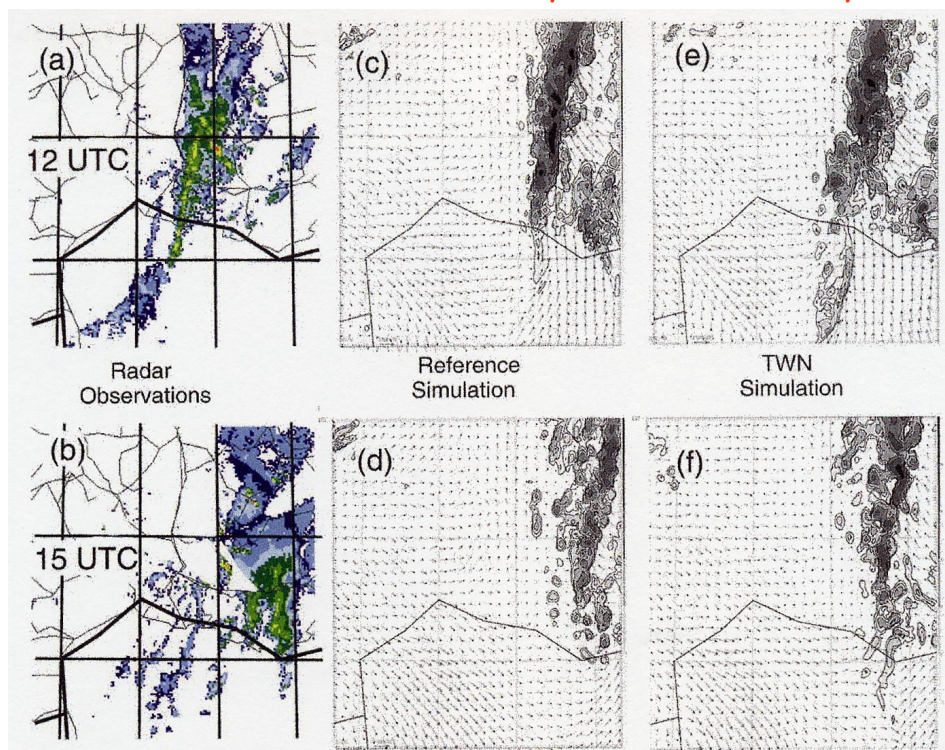 (a)
(c)
(e)
12 UTC
Radar
Observations
Reference
Simulation
TWN
Simulation
(b)
(d)
(f)
15 UTC